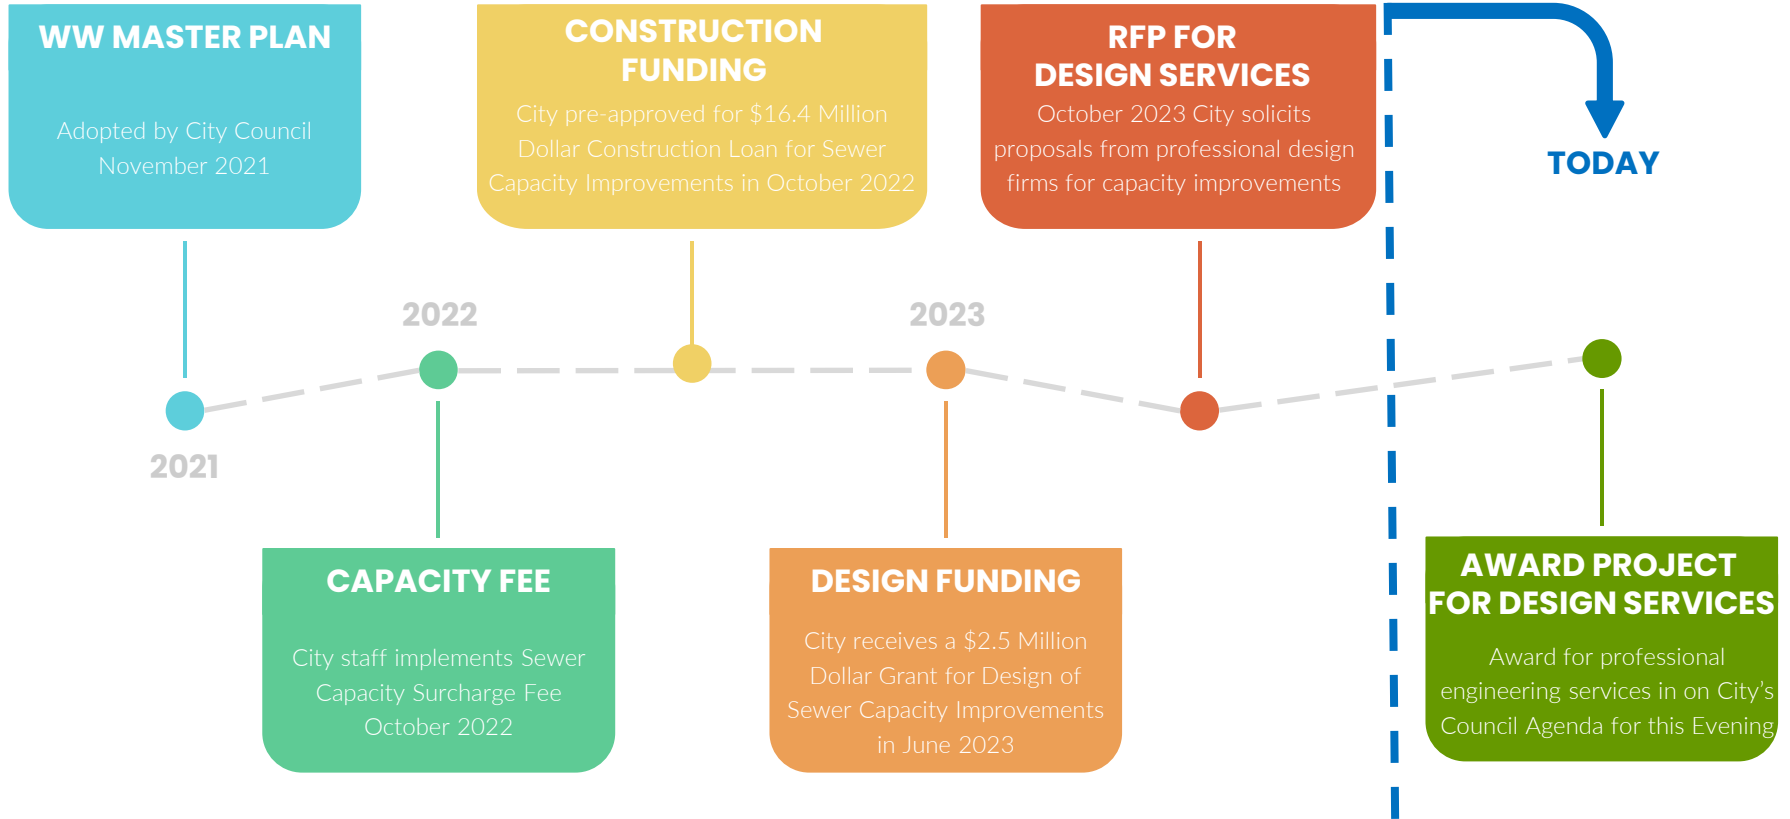 WW MASTER PLAN
Adopted by City Council
November 2021
CONSTRUCTION
FUNDING
City pre-approved for $16.4 Million
Dollar Construction Loan for Sewer
Capacity Improvements in October 2022
RFP FOR
DESIGN SERVICES
October 2023 City solicits
proposals from professional design
firms for capacity improvements
TODAY
2022
2023
2021
CAPACITY FEE
City staff implements Sewer
Capacity Surcharge Fee
October 2022
DESIGN FUNDING
City receives a $2.5 Million
Dollar Grant for Design of
Sewer Capacity Improvements
in June 2023
AWARD PROJECT
FOR DESIGN SERVICES
Award for professional
engineering services in on City’s
Council Agenda for this Evening